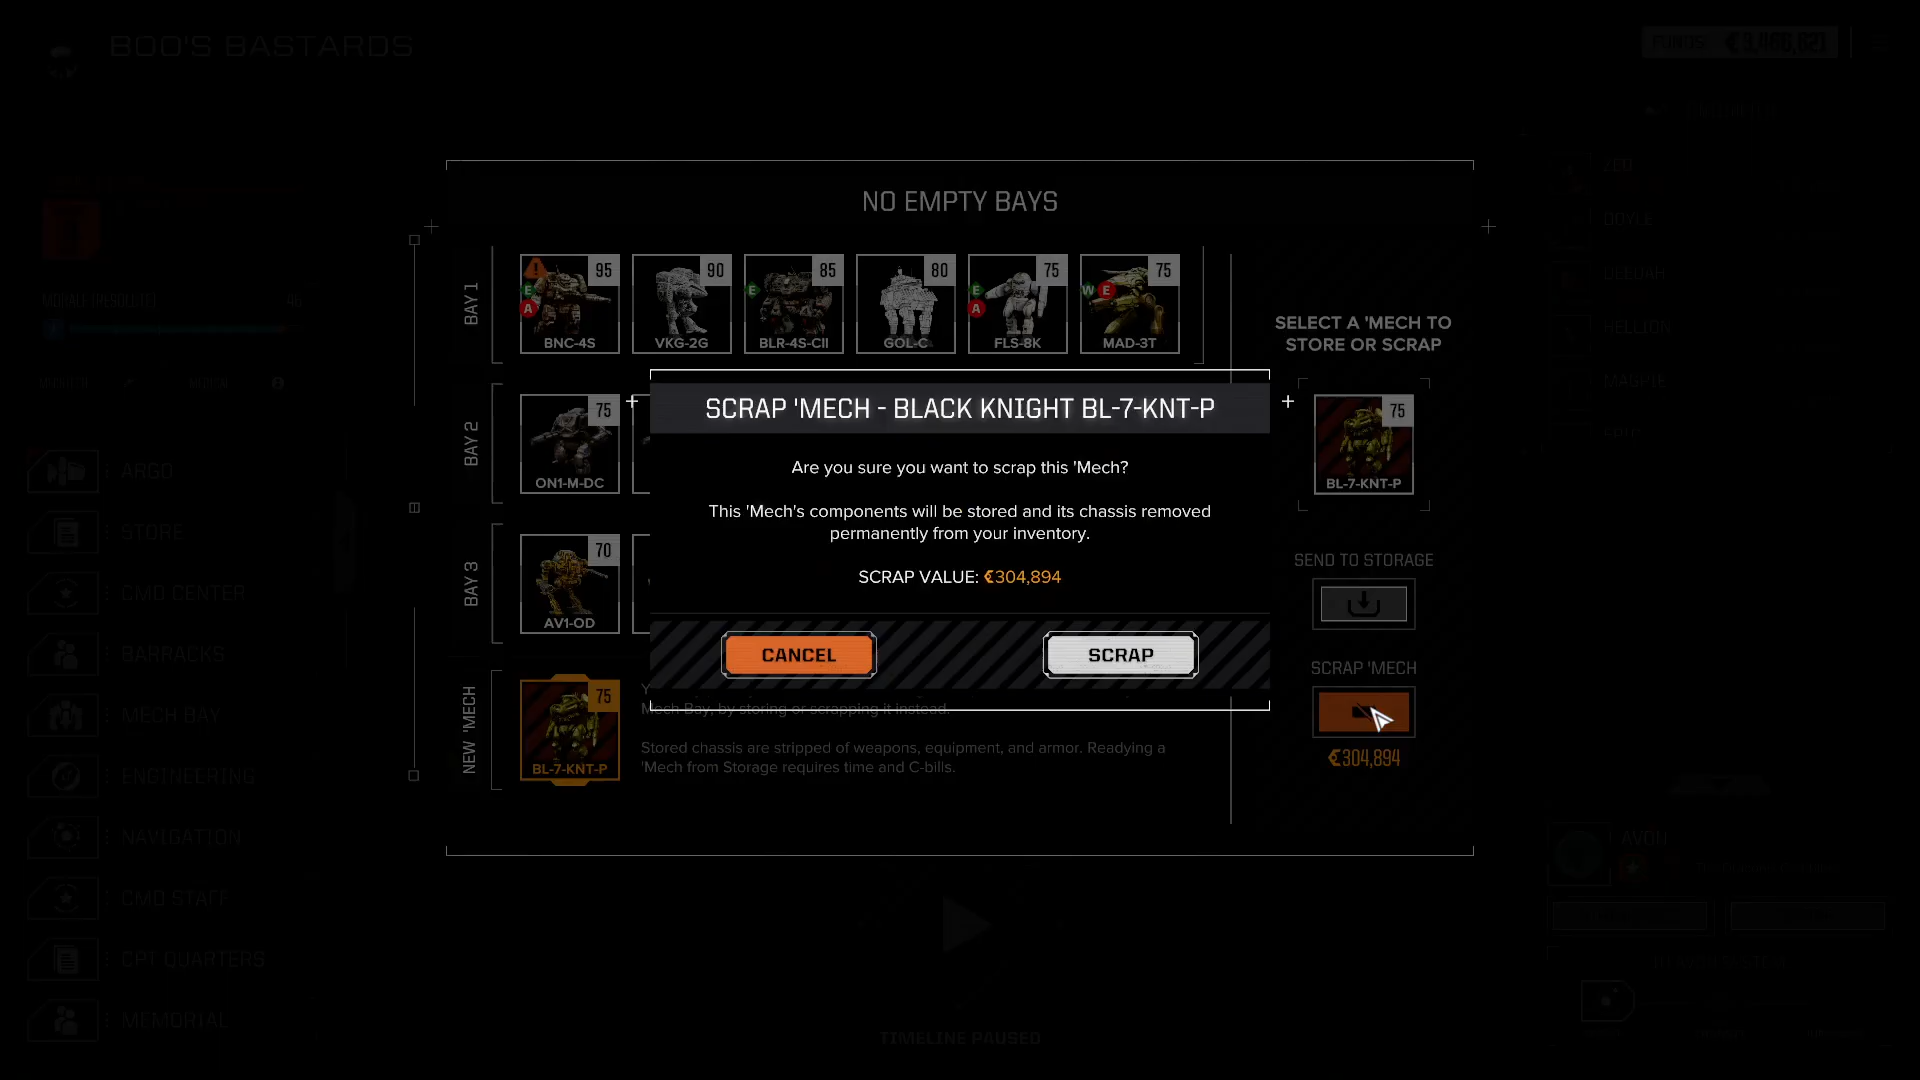 BOO'S BASTARDS
NO EMPTY BAYS
BAY 1
95
BNC-4S
90
VKG-2G
85
BLR-4S-CII
80
GOL-C
75
FLS-8K
75
MAD-3T
E
A
E
E
A
W E
SELECT A 'MECH TO
STORE OR SCRAP
75
BL-7-KNT-P
BAY 2
75
ON1-M-DC
BAY 3
70
AV1-OD
SCRAP 'MECH - BLACK KNIGHT BL-7-KNT-P
Are you sure you want to scrap this 'Mech?
This 'Mech's components will be stored and its chassis removed
permanently from your inventory.
SCRAP VALUE: 304,894
CANCEL
SCRAP
SEND TO STORAGE
SCRAP 'MECH
304,894
NEW 'MECH
75
BL-7-KNT-P
Mech Bay, by storing or scrapping it instead.
Stored chassis are stripped of weapons, equipment, and armor. Readying a
'Mech from Storage requires time and C-bills.
ARGO
STORE
CMD CENTER
BARRACKS
MECH BAY
ENGINEERING
NAVIGATION
CMD STAFF
CPT QUARTERS
MEMORIAL
DOYLE
DEEDAH
HELLION
MAGPIE
AVON
TIMELINE PAUSED